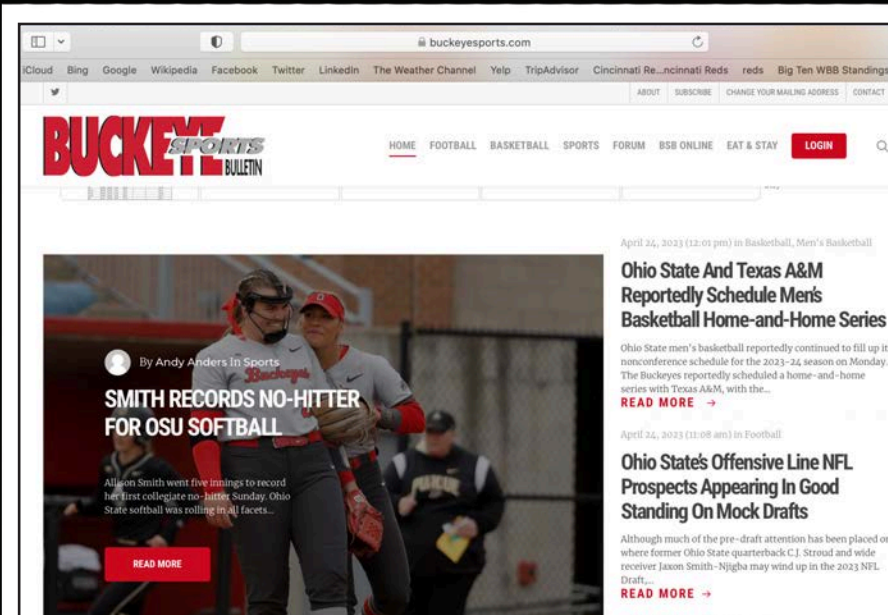 buckeyesports.com
iCloud Bing Google Wikipedia Facebook Twitter LinkedIn The Weather Channel Yelp TripAdvisor Cincinnati Re...ncinnati Reds reds Big Ten WBB Standings
ABOUT SUBSCRIBE CHANGE YOUR MAILING ADDRESS CONTACT
BUCKEYE
SPORTS
BULLETIN
HOME FOOTBALL BASKETBALL SPORTS FORUM BSB ONLINE EAT & STAY LOGIN
By Andy Anders In Sports
SMITH RECORDS NO-HITTER
FOR OSU SOFTBALL
Allison Smith went five innings to record
her first collegiate no-hitter Sunday. Ohio
State softball was rolling in all facets...
READ MORE
Buckeyes
April 24, 2023 (12:01 pm) in Basketball, Men's Basketball
Ohio State And Texas A&M
Reportedly Schedule Men's
Basketball Home-and-Home Series
Ohio State men's basketball reportedly continued to fill up it
nonconference schedule for the 2023-24 season on Monday.
The Buckeyes reportedly scheduled a home-and-home
series with Texas A&M, with the...
READ MORE →
April 24, 2023 (11:08 am) in Football
Ohio State's Offensive Line NFL
Prospects Appearing In Good
Standing On Mock Drafts
Although much of the pre-draft attention has been placed on
where former Ohio State quarterback C.J. Stroud and wide
receiver Jaxon Smith-Njigba may wind up in the 2023 NFL
Draft,...
READ MORE →